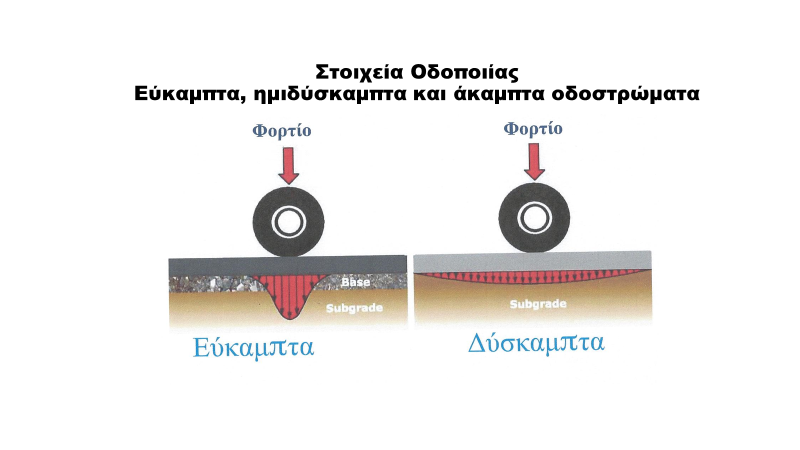 Στοιχεία Οδοποιίας
Εύκαμπτα, ημιδύσκαμπτα και άκαμπτα οδοστρώματα
Φορτίο
Φορτίο
Base
Subgrade
Subgrade
Εύκαμπτα
Δύσκαμπτα